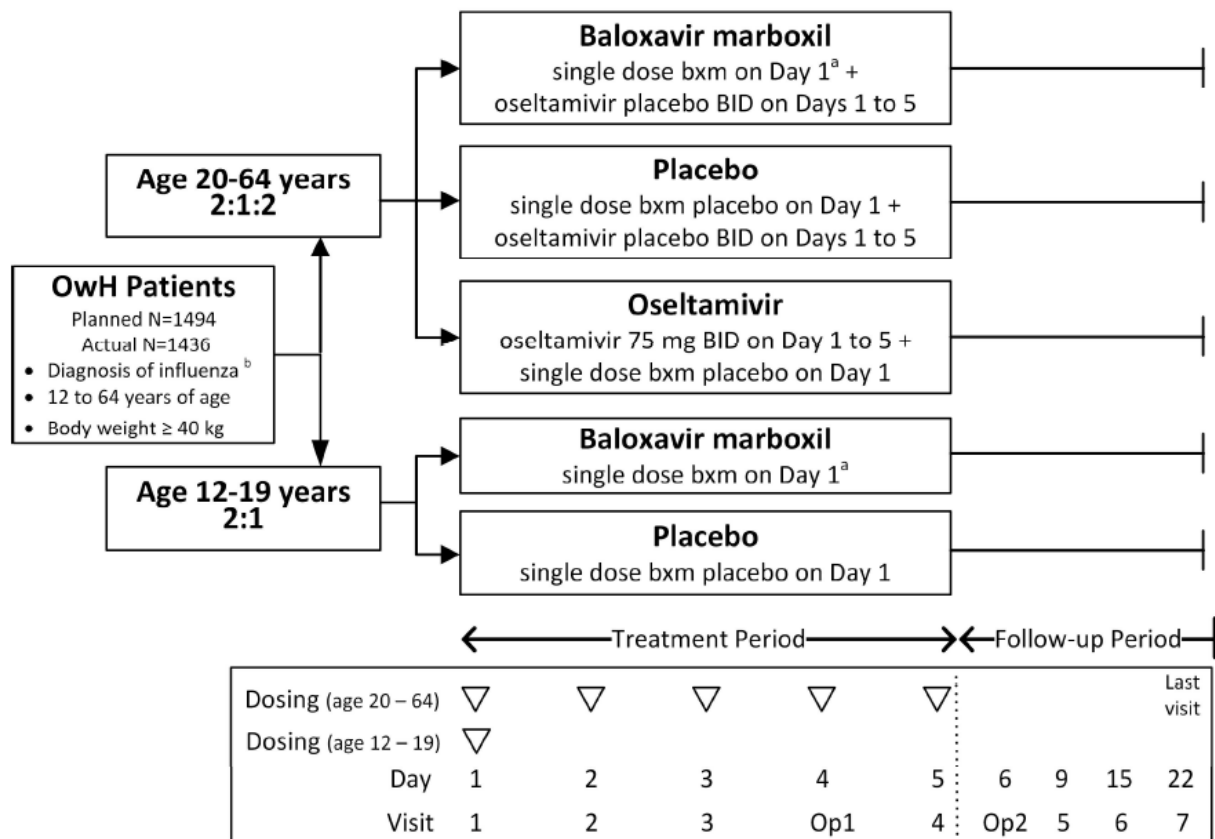 Baloxavir marboxil
single dose bxm on Day 1ᵃ +
oseltamivir placebo BID on Days 1 to 5
Age 20-64 years
2:1:2
Placebo
single dose bxm placebo on Day 1 +
oseltamivir placebo BID on Days 1 to 5
OwH Patients
Planned N=1494
Actual N=1436
• Diagnosis of influenza ᵇ
• 12 to 64 years of age
• Body weight ≥ 40 kg
Oseltamivir
oseltamivir 75 mg BID on Day 1 to 5 +
single dose bxm placebo on Day 1
Age 12-19 years
2:1
Baloxavir marboxil
single dose bxm on Day 1ᵃ
Placebo
single dose bxm placebo on Day 1
Treatment Period Follow-up Period
Dosing (age 20 – 64) Last
visit
Dosing (age 12 – 19)
Day 1 2 3 4 5 6 9 15 22
Visit 1 2 3 Op1 4 Op2 5 6 7